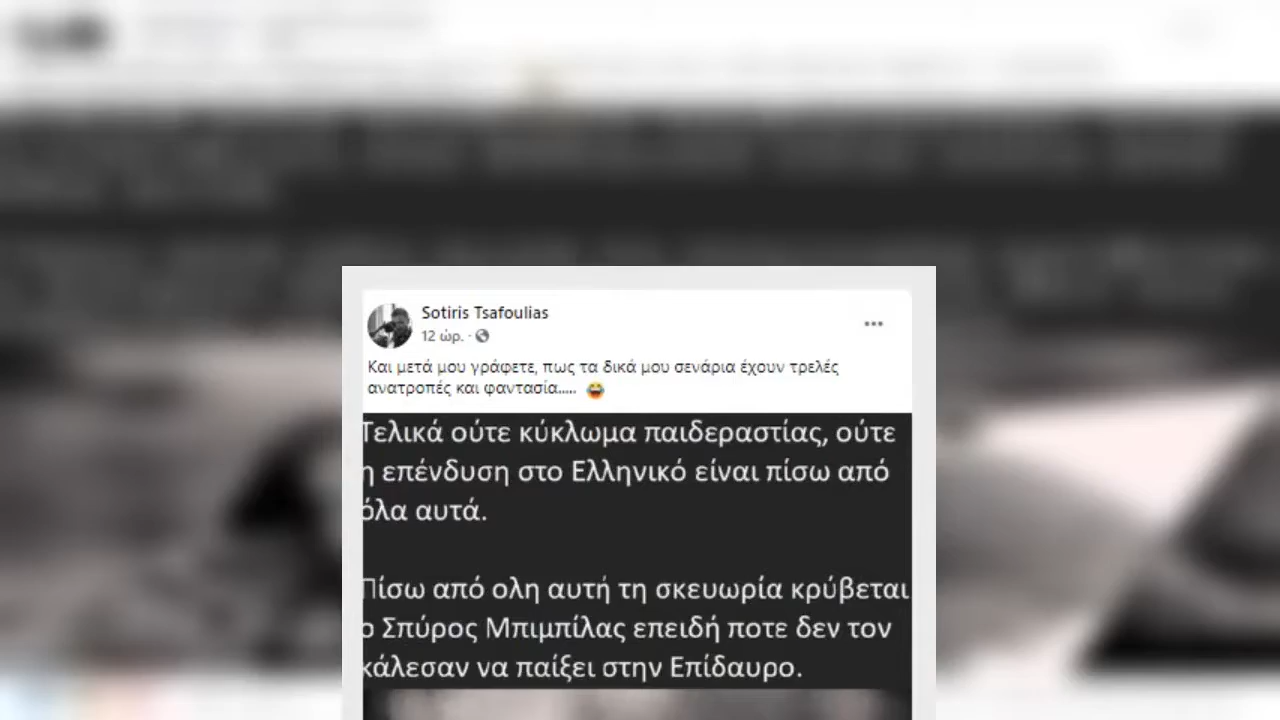 Sotiris Tsafoulias
12 ώρ. ·
Και μετά μου γράφετε, πως τα δικά μου σενάρια έχουν τρελές
ανατροπές και φαντασία..... 😂
Τελικά ούτε κύκλωμα παιδεραστίας, ούτε
η επένδυση στο Ελληνικό είναι πίσω από
όλα αυτά.
Πίσω από ολη αυτή τη σκευωρία κρύβεται
ο Σπύρος Μπιμπίλας επειδή ποτε δεν τον
κάλεσαν να παίξει στην Επίδαυρο.